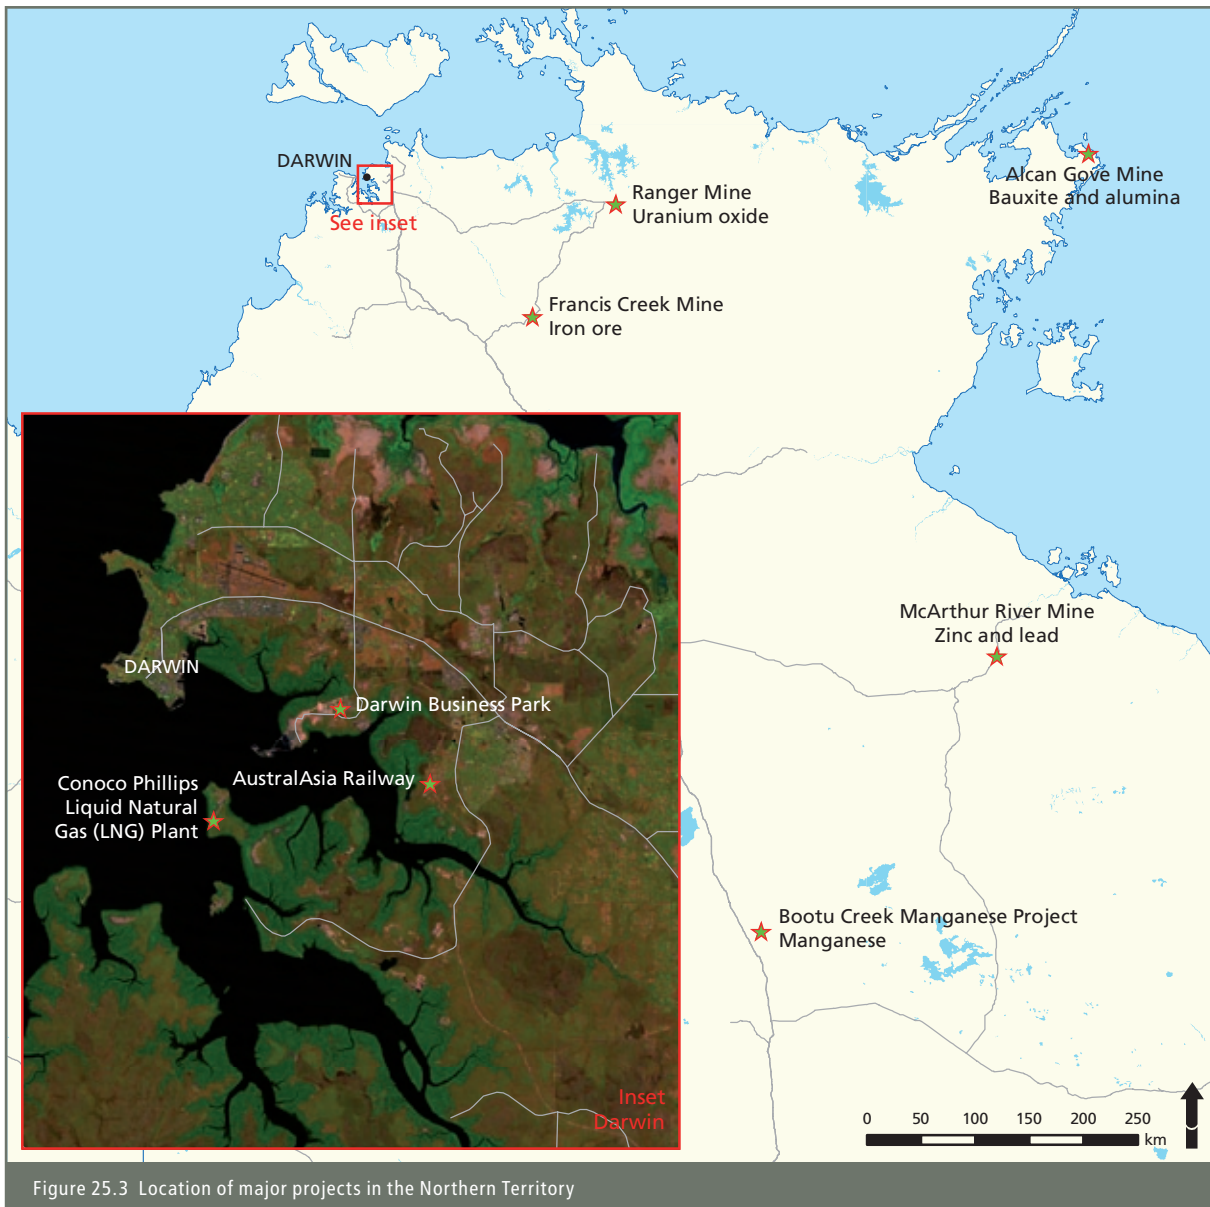 DARWIN
See inset
Ranger Mine
Uranium oxide
Alcan Gove Mine
Bauxite and alumina
Francis Creek Mine
Iron ore
McArthur River Mine
Zinc and lead
DARWIN
Darwin Business Park
AustralAsia Railway
Conoco Phillips
Liquid Natural
Gas (LNG) Plant
Bootu Creek Manganese Project
Manganese
Inset
Darwin
0 50 100 150 200 250
km
Figure 25.3 Location of major projects in the Northern Territory